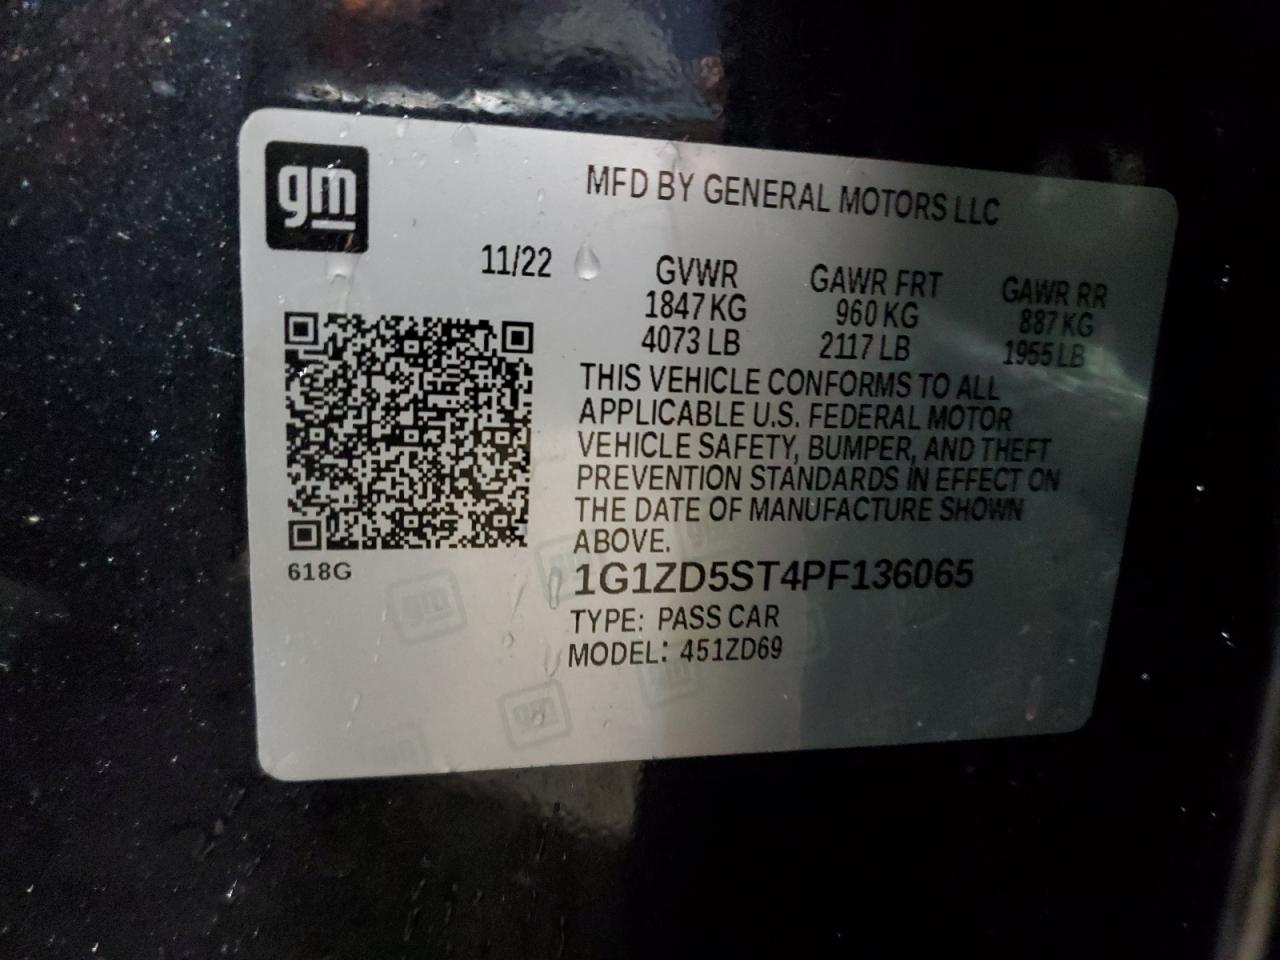 gm
MFD BY GENERAL MOTORS LLC
11/22
GVWR GAWR FRT GAWR RR
1847 KG 960 KG 887 KG
4073 LB 2117 LB 1955 LB
THIS VEHICLE CONFORMS TO ALL
APPLICABLE U.S. FEDERAL MOTOR
VEHICLE SAFETY, BUMPER, AND THEFT
PREVENTION STANDARDS IN EFFECT ON
THE DATE OF MANUFACTURE SHOWN
ABOVE.
618G
1G1ZD5ST4PF136065
TYPE: PASS CAR
MODEL: 451ZD69